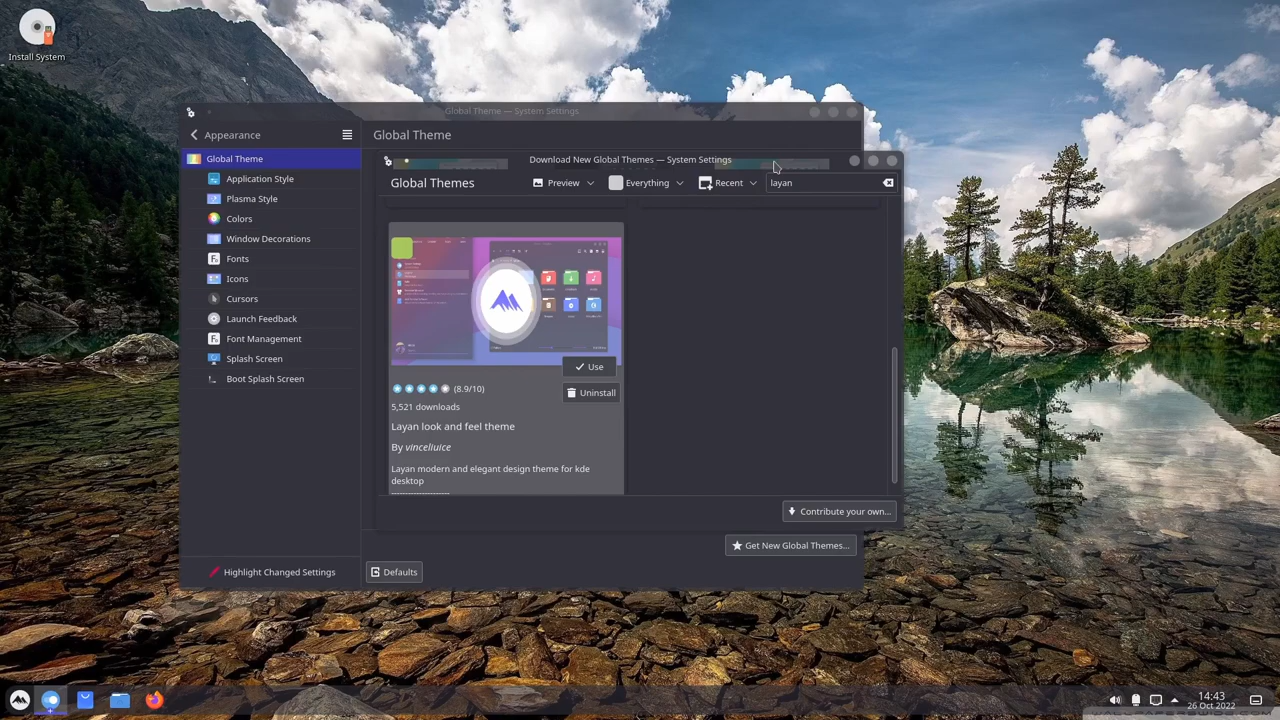 Install System
Global Theme — System Settings
Appearance
Global Theme
Global Theme
Application Style
Plasma Style
Colors
Window Decorations
Fonts
Icons
Cursors
Launch Feedback
Font Management
Splash Screen
Boot Splash Screen
Highlight Changed Settings
Download New Global Themes — System Settings
Global Themes
Preview
Everything
Recent
layan
Use
(8.9/10)
Uninstall
5,521 downloads
Layan look and feel theme
By vinceliuice
Layan modern and elegant design theme for kde
desktop
--------------------
Contribute your own...
Get New Global Themes...
Defaults
14:43
26 Oct 2022